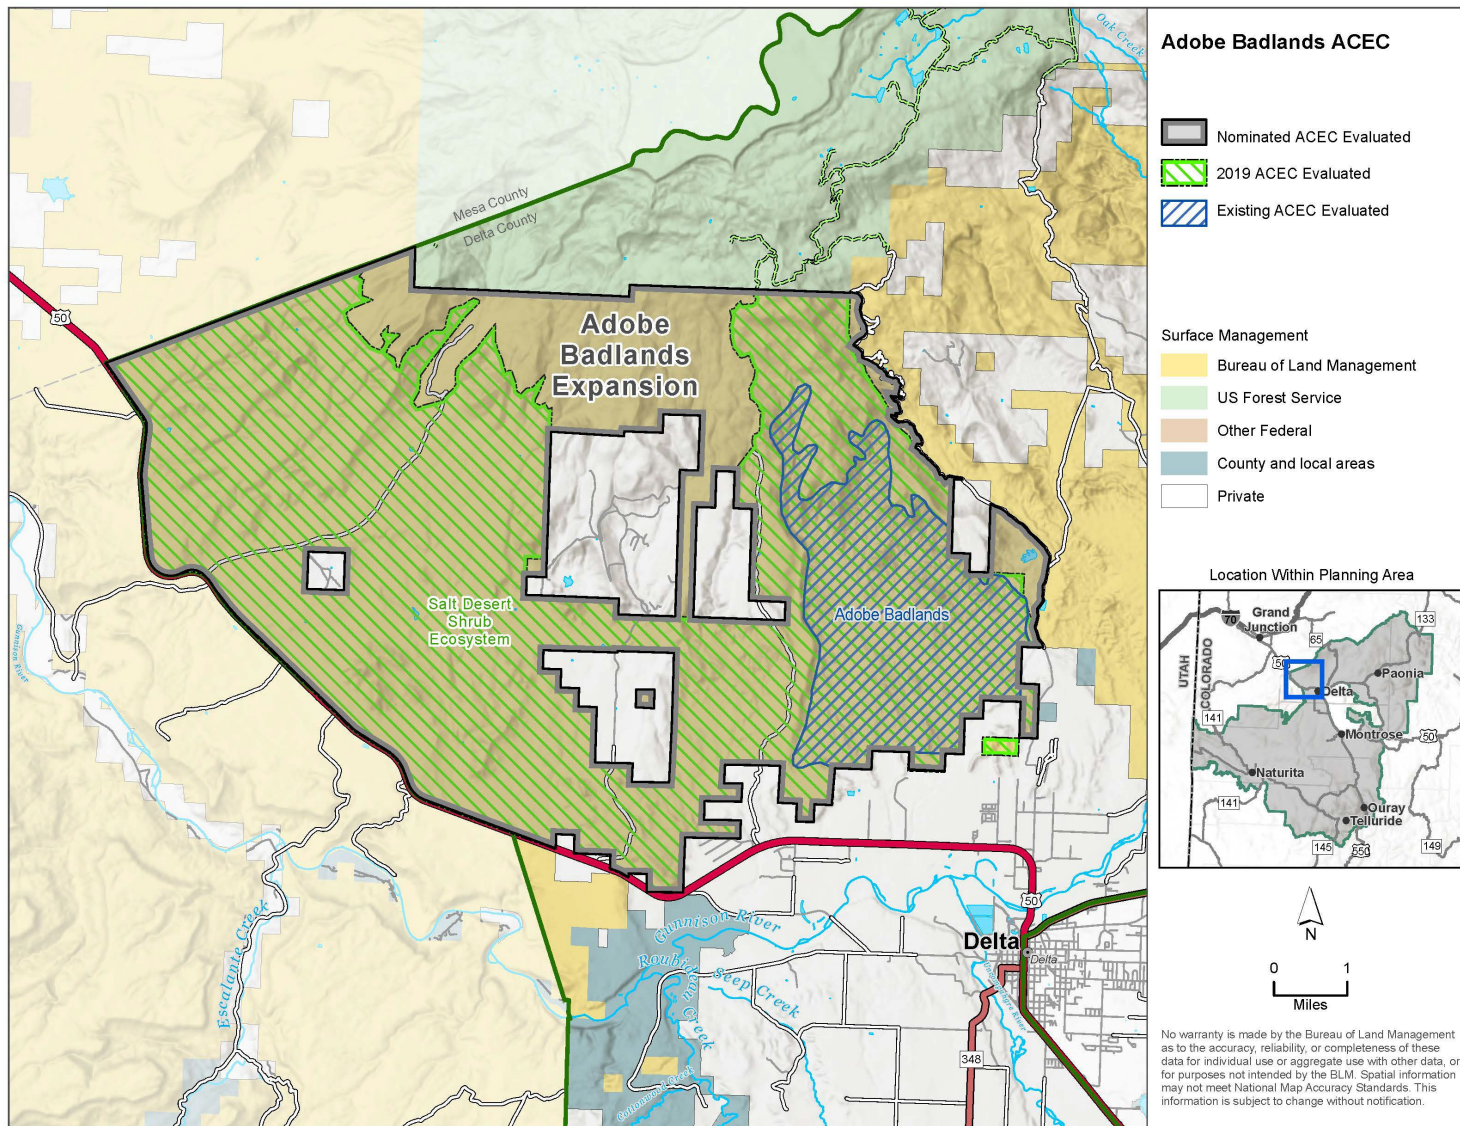 Adobe Badlands ACEC
Nominated ACEC Evaluated
2019 ACEC Evaluated
Existing ACEC Evaluated
Surface Management
Bureau of Land Management
US Forest Service
Other Federal
County and local areas
Private
Location Within Planning Area
70
Grand
Junction
65
133
50
UTAH
COLORADO
Paonia
Delta
141
Montrose
50
Naturita
141
Ouray
Telluride
145
550
149
N
0 1
Miles
No warranty is made by the Bureau of Land Management
as to the accuracy, reliability, or completeness of these
data for individual use or aggregate use with other data, or
for purposes not intended by the BLM. Spatial information
may not meet National Map Accuracy Standards. This
information is subject to change without notification.
Oak Creek
Mesa County
Delta County
50
Adobe
Badlands
Expansion
Salt Desert
Shrub
Ecosystem
Adobe Badlands
Gunnison River
Escalante Creek
Gunnison River
Roubideau Creek
Seep Creek
Cottonwood Creek
Uncompahgre River
50
Delta
Delta
348